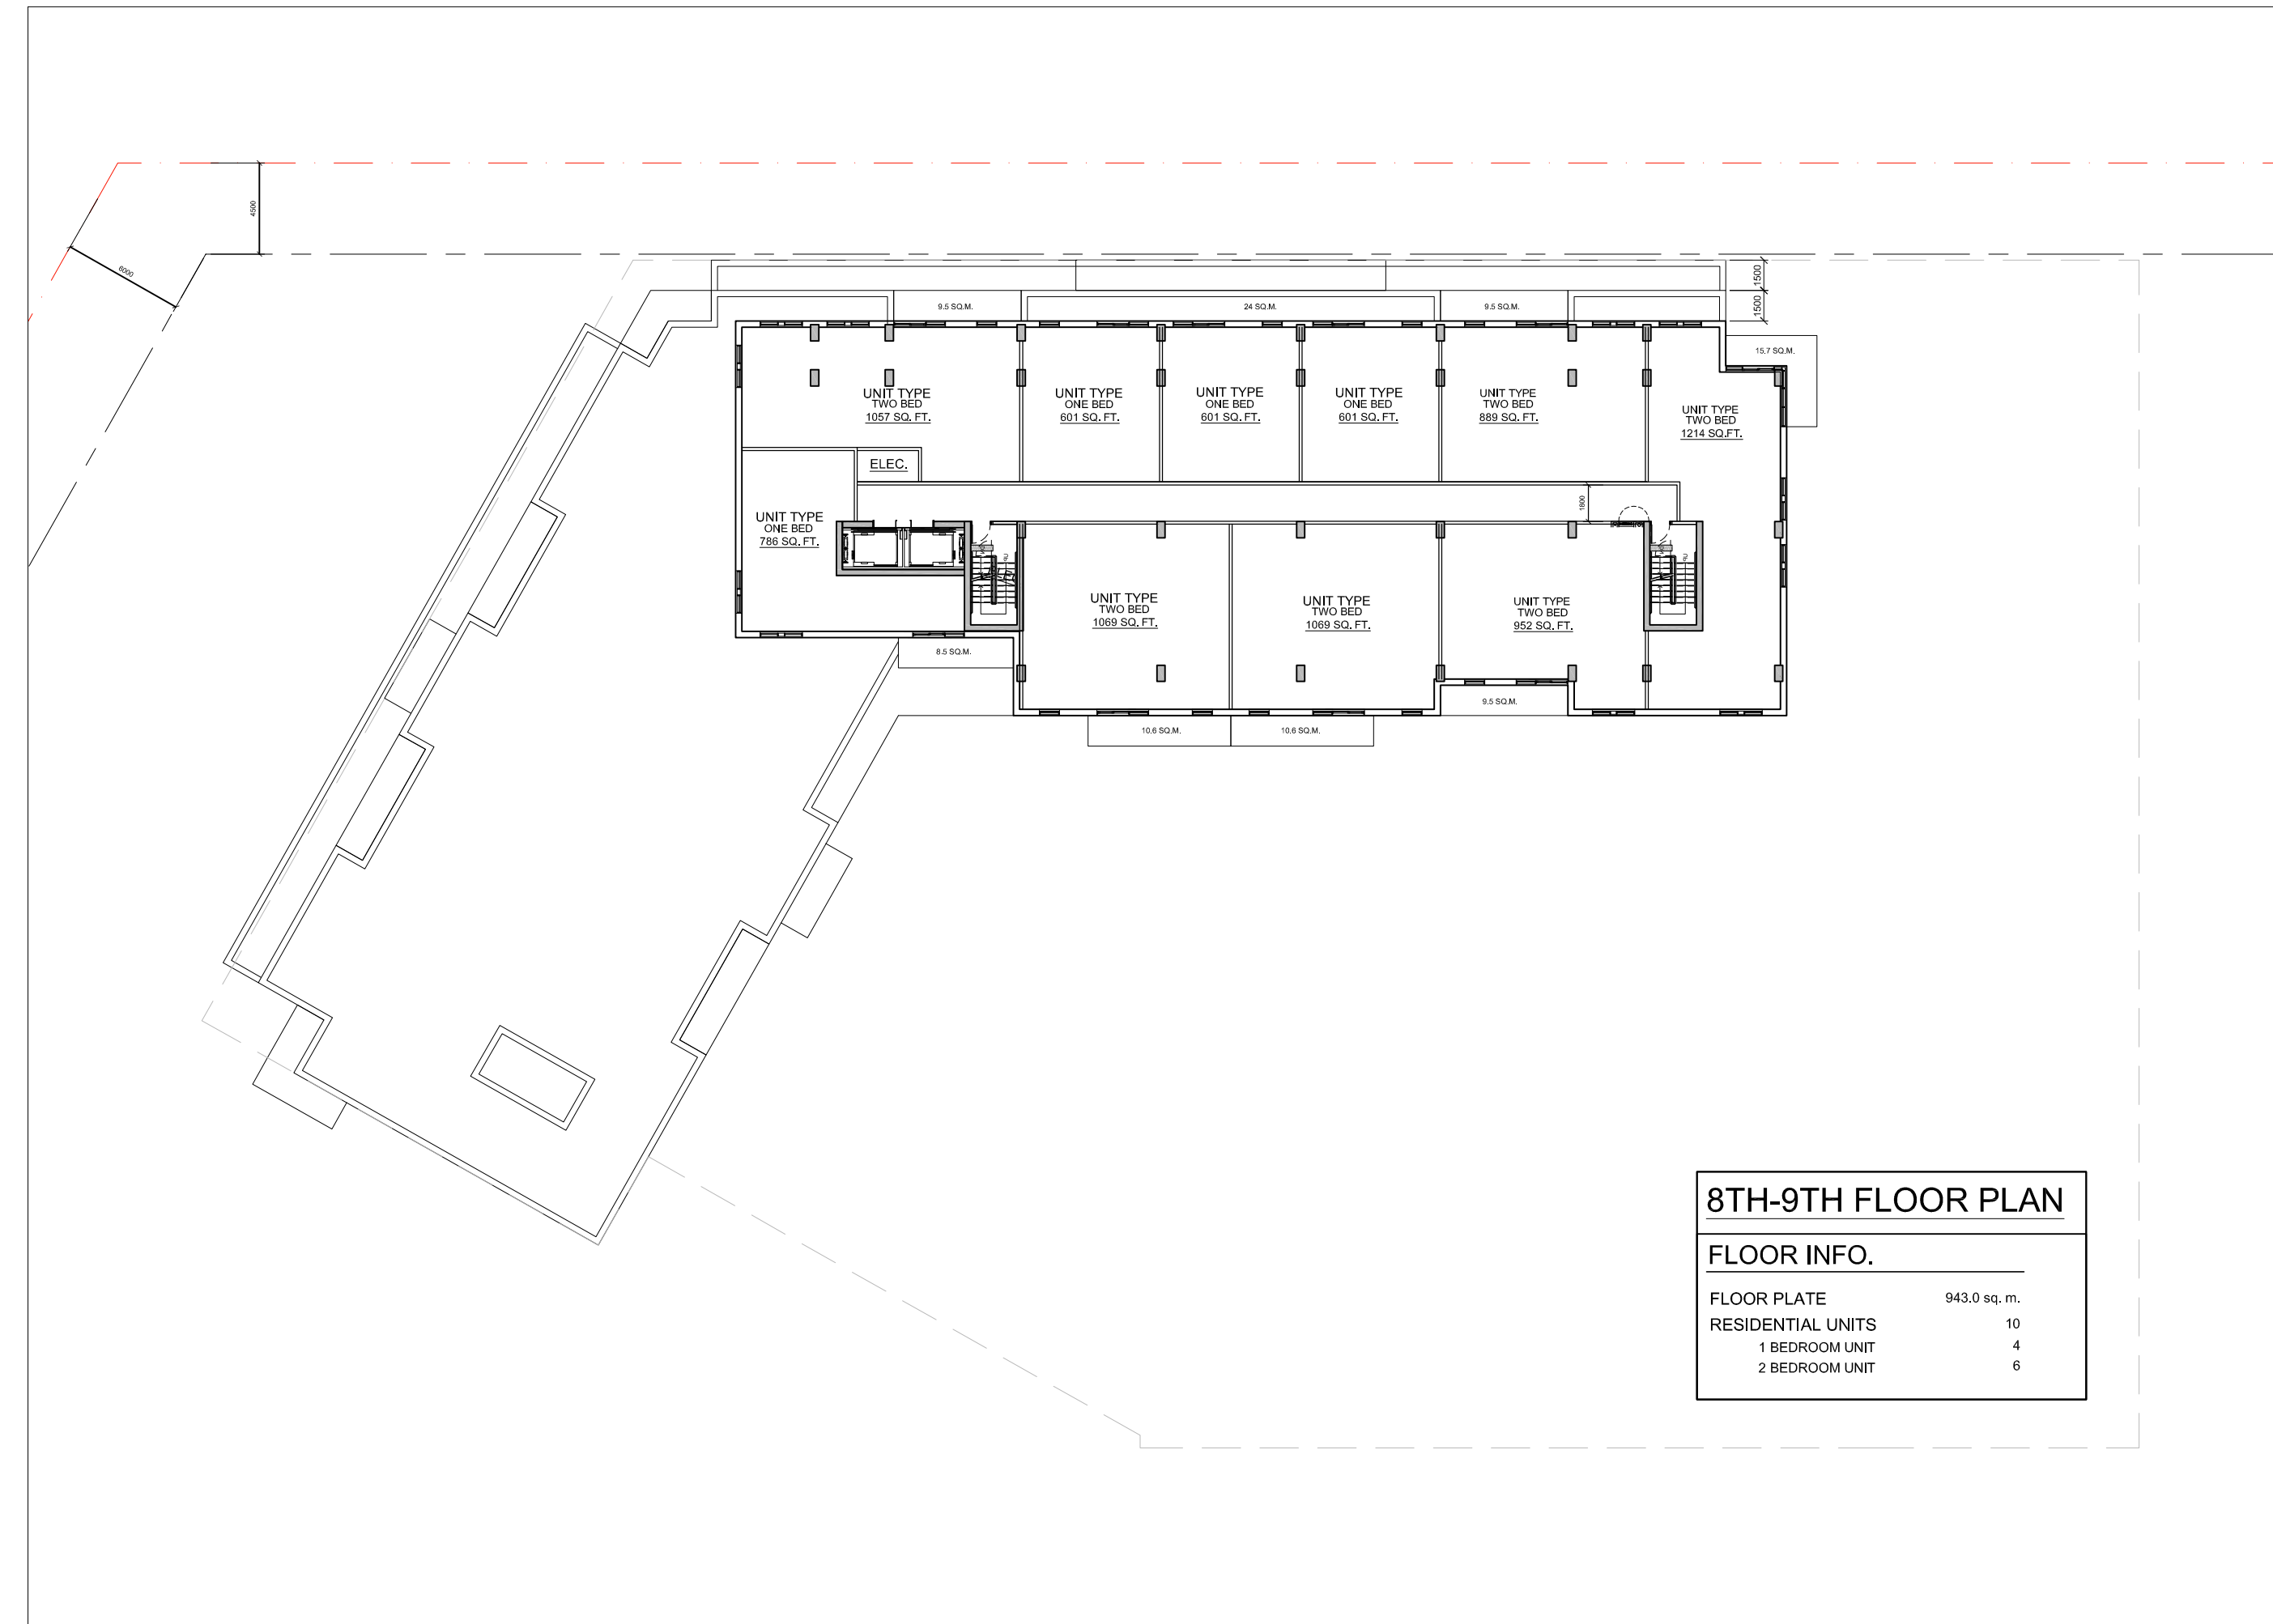 4500
6000
1500
1500
9.5 SQ.M.
24 SQ.M.
9.5 SQ.M.
15.7 SQ.M.
UNIT TYPE
TWO BED
1057 SQ. FT.
UNIT TYPE
ONE BED
601 SQ. FT.
UNIT TYPE
ONE BED
601 SQ. FT.
UNIT TYPE
ONE BED
601 SQ. FT.
UNIT TYPE
TWO BED
889 SQ. FT.
UNIT TYPE
TWO BED
1214 SQ.FT.
ELEC.
1800
UNIT TYPE
ONE BED
786 SQ. FT.
UNIT TYPE
TWO BED
1069 SQ. FT.
UNIT TYPE
TWO BED
1069 SQ. FT.
UNIT TYPE
TWO BED
952 SQ. FT.
8.5 SQ.M.
9.5 SQ.M.
10.6 SQ.M.
10.6 SQ.M.
8TH-9TH FLOOR PLAN
FLOOR INFO.
FLOOR PLATE 943.0 sq. m.
RESIDENTIAL UNITS 10
1 BEDROOM UNIT 4
2 BEDROOM UNIT 6